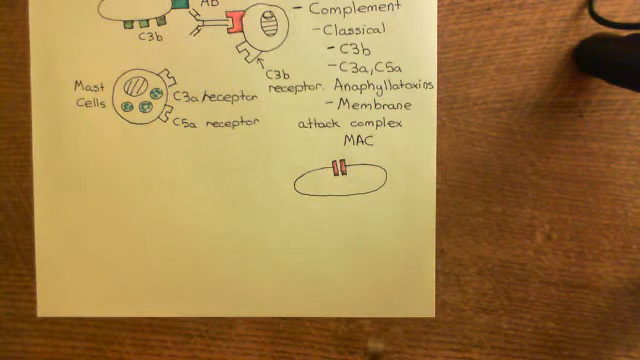 AB
C3b
C3b
receptor
Mast
Cells
C3a receptor
C5a receptor
- Complement
- Classical
- C3b
- C3a, C5a
Anaphyllatoxins
- Membrane
attack complex
MAC